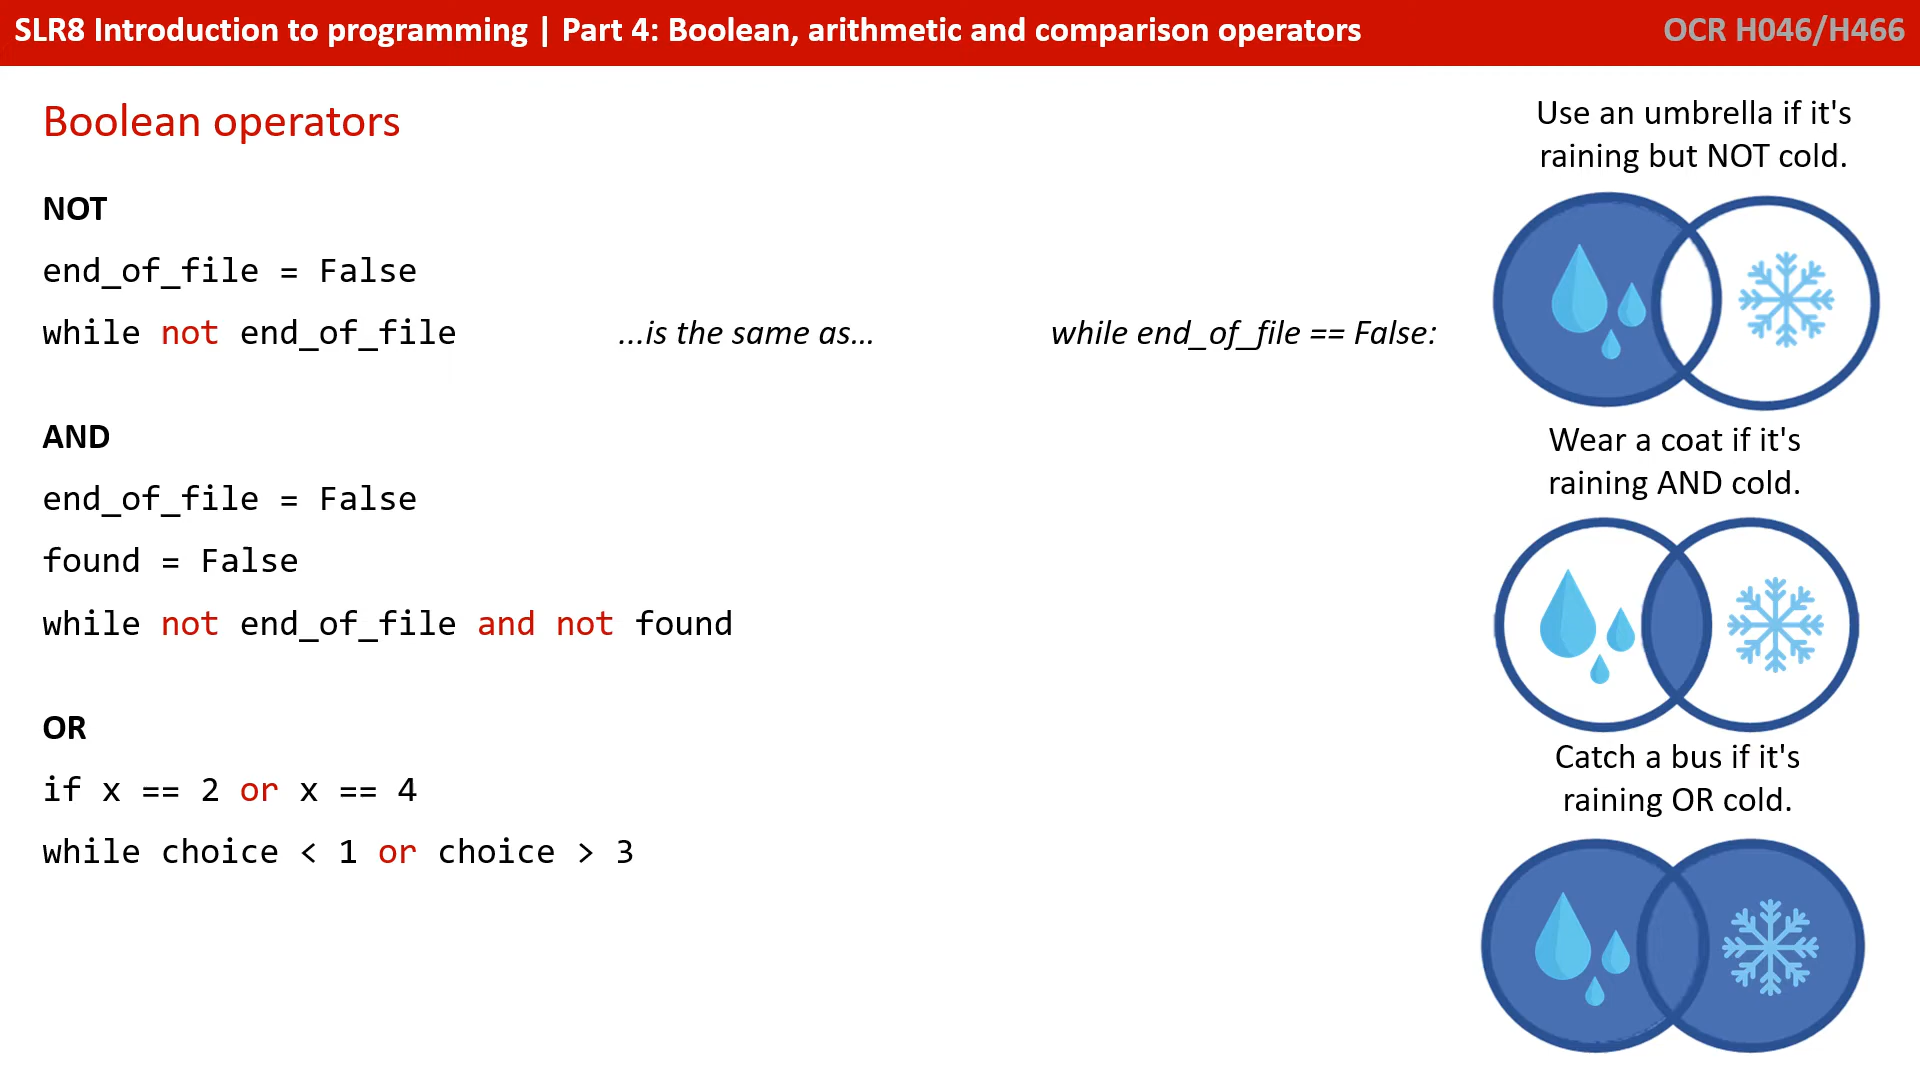 SLR8 Introduction to programming | Part 4: Boolean, arithmetic and comparison operators
OCR H046/H466
Boolean operators
NOT
end_of_file = False
while not end_of_file
...is the same as...
while end_of_file == False:
AND
end_of_file = False
found = False
while not end_of_file and not found
OR
if x == 2 or x == 4
while choice < 1 or choice > 3
Use an umbrella if it's
raining but NOT cold.
Wear a coat if it's
raining AND cold.
Catch a bus if it's
raining OR cold.